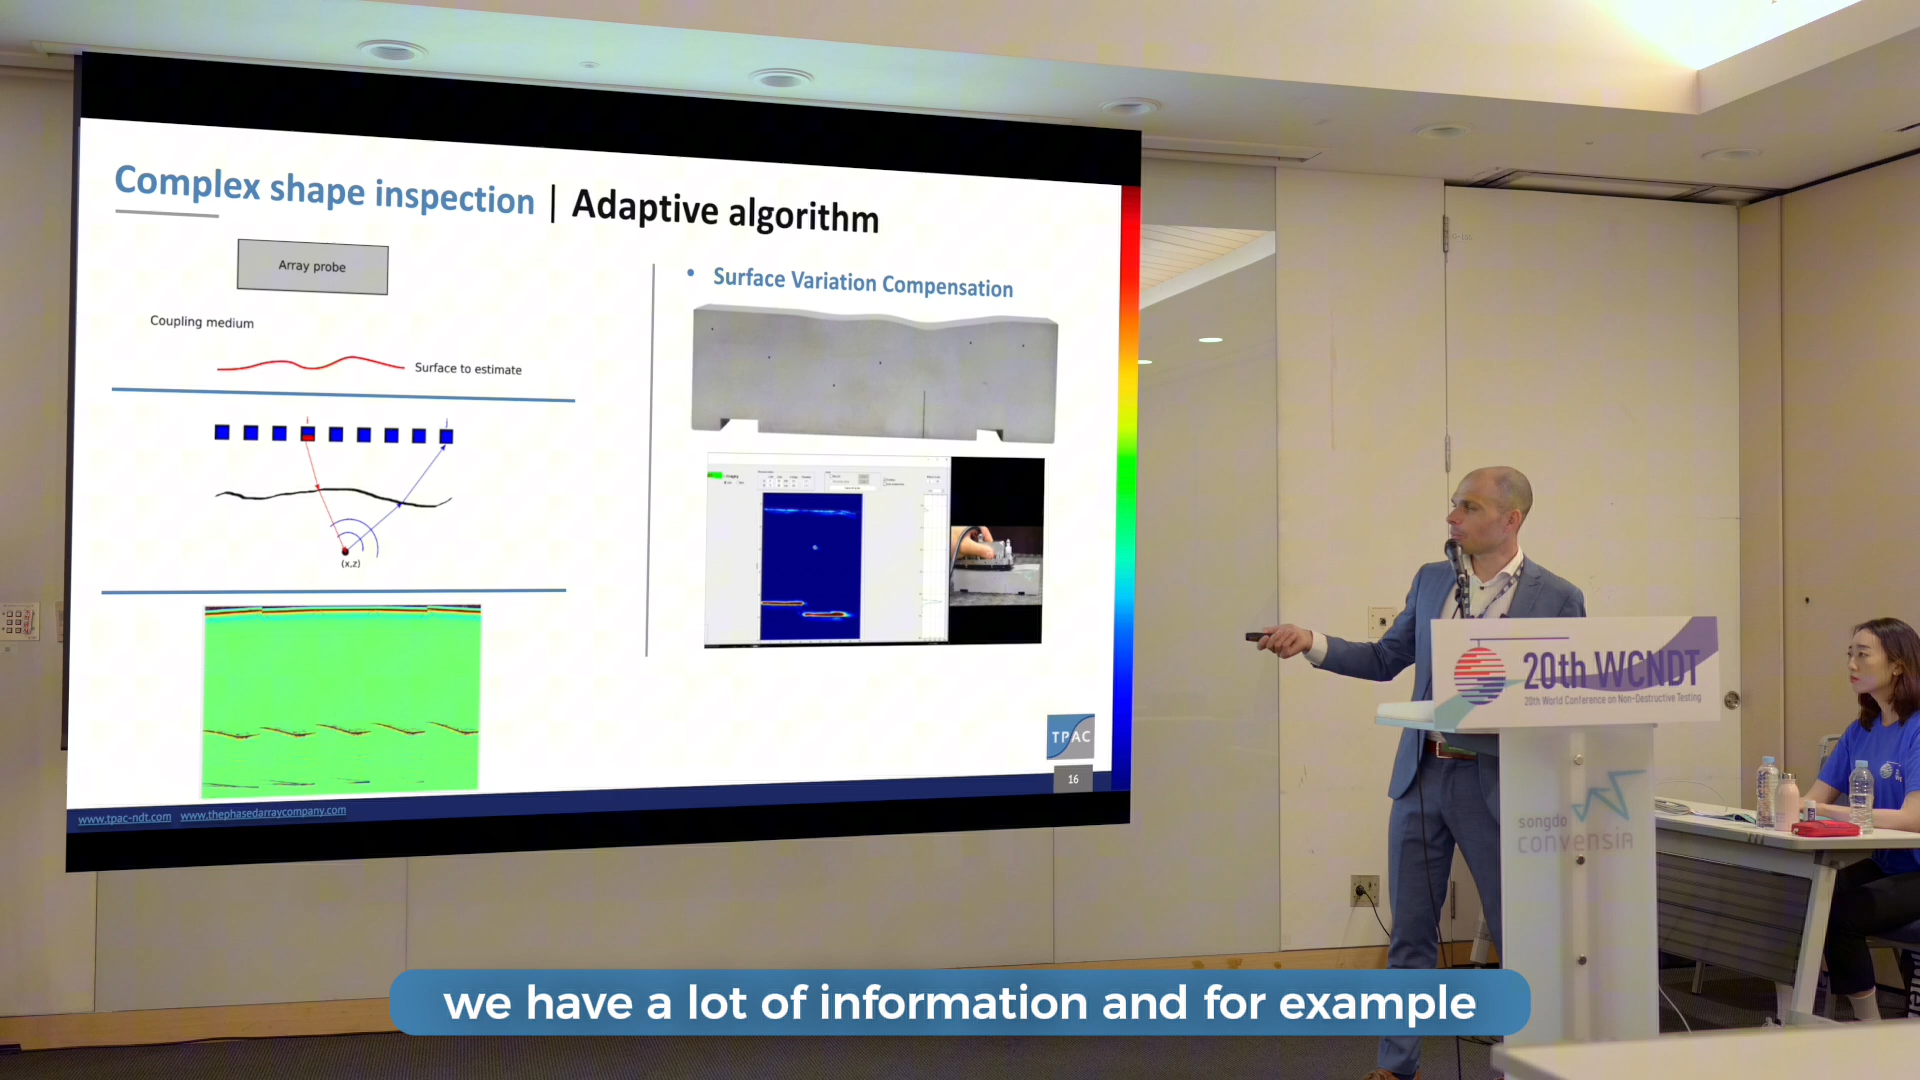 Complex shape inspection | Adaptive algorithm
Array probe
Coupling medium
Surface to estimate
(x,z)
• Surface Variation Compensation
TPAC
16
www.tpac-ndt.com www.thephasedarraycompany.com
20th WCNDT
20th World Conference on Non-Destructive Testing
songdo
convensia
we have a lot of information and for example